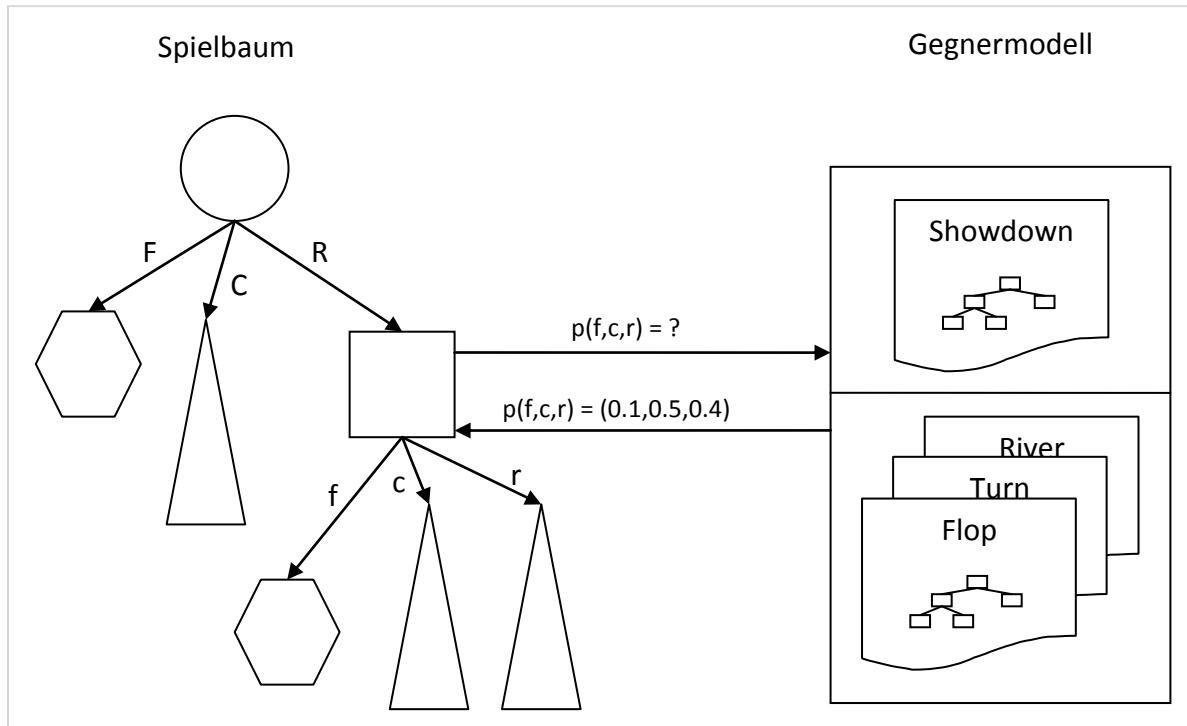 Spielbaum
Gegnermodell
F
C
R
Showdown
p(f,c,r) = ?
p(f,c,r) = (0.1,0.5,0.4)
f
c
r
River
Turn
Flop